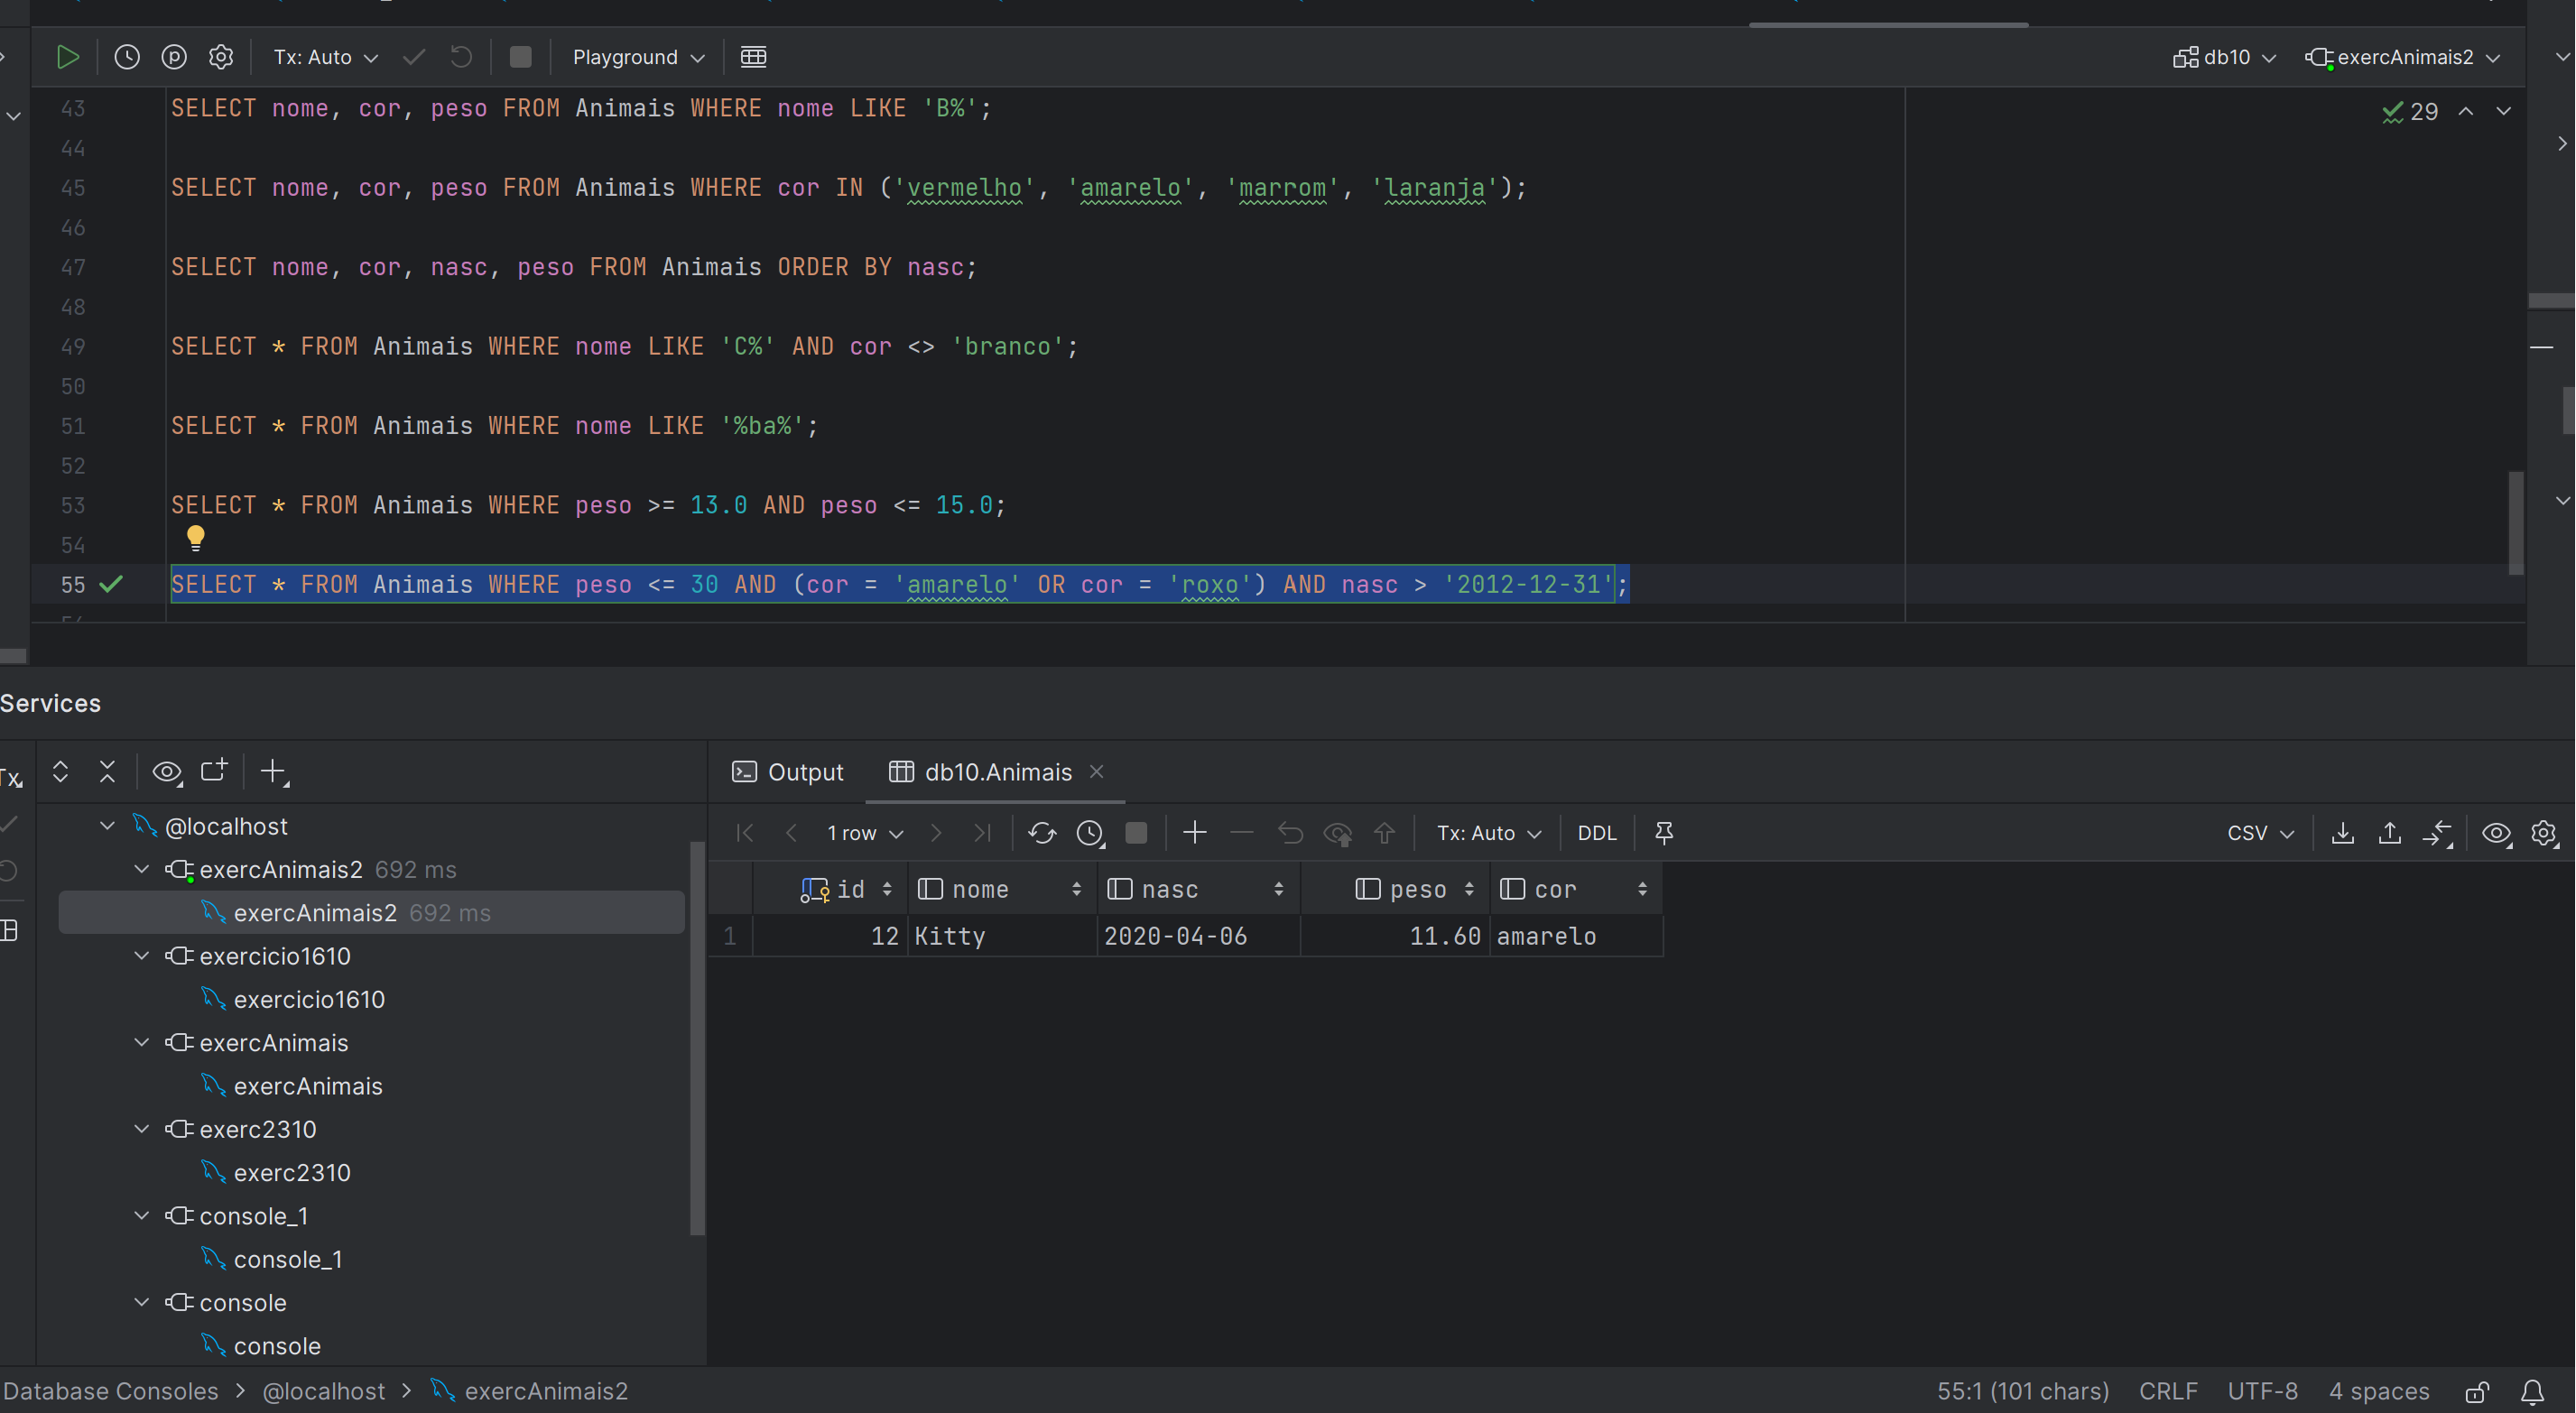 Tx: Auto
Playground
db10
exercAnimais2
43 SELECT nome, cor, peso FROM Animais WHERE nome LIKE 'B%';
29
44
45 SELECT nome, cor, peso FROM Animais WHERE cor IN ('vermelho', 'amarelo', 'marrom', 'laranja');
46
47 SELECT nome, cor, nasc, peso FROM Animais ORDER BY nasc;
48
49 SELECT * FROM Animais WHERE nome LIKE 'C%' AND cor <> 'branco';
50
51 SELECT * FROM Animais WHERE nome LIKE '%ba%';
52
53 SELECT * FROM Animais WHERE peso >= 13.0 AND peso <= 15.0;
54
55 SELECT * FROM Animais WHERE peso <= 30 AND (cor = 'amarelo' OR cor = 'roxo') AND nasc > '2012-12-31';
Services
Tx
@localhost
exercAnimais2 692 ms
exercAnimais2 692 ms
exercicio1610
exercicio1610
exercAnimais
exercAnimais
exerc2310
exerc2310
console_1
console_1
console
console
Output
db10.Animais
1 row
Tx: Auto
DDL
CSV
id nome nasc peso cor
1 12 Kitty 2020-04-06 11.60 amarelo
Database Consoles > @localhost > exercAnimais2
55:1 (101 chars) CRLF UTF-8 4 spaces